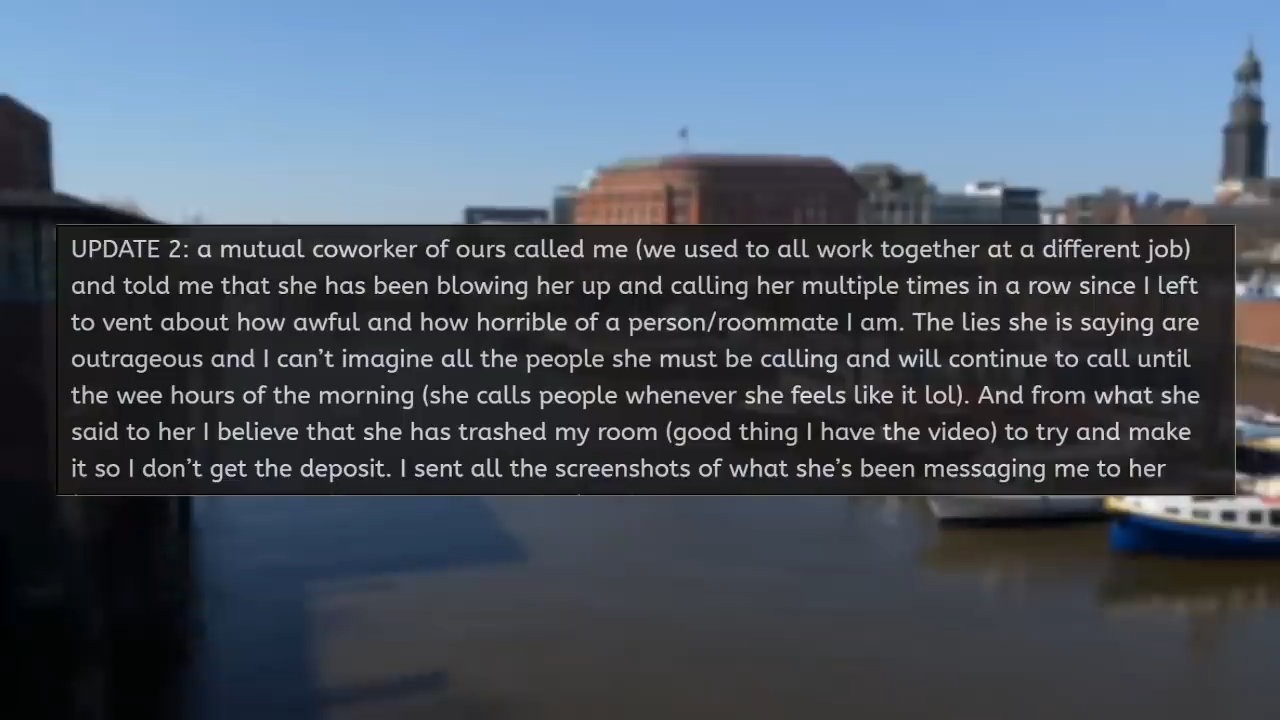 UPDATE 2: a mutual coworker of ours called me (we used to all work together at a different job)
and told me that she has been blowing her up and calling her multiple times in a row since I left
to vent about how awful and how horrible of a person/roommate I am. The lies she is saying are
outrageous and I can’t imagine all the people she must be calling and will continue to call until
the wee hours of the morning (she calls people whenever she feels like it lol). And from what she
said to her I believe that she has trashed my room (good thing I have the video) to try and make
it so I don’t get the deposit. I sent all the screenshots of what she’s been messaging me to her